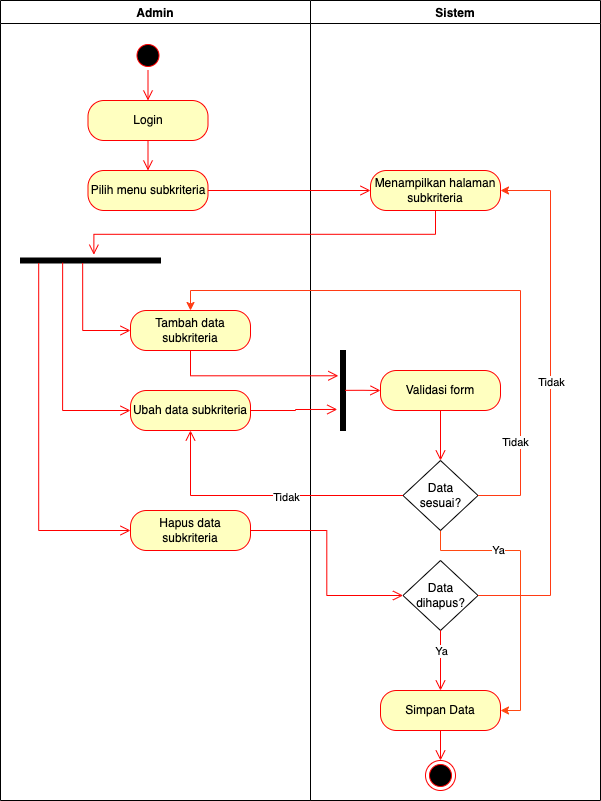 Admin
Sistem
Login
Pilih menu subkriteria
Menampilkan halaman
subkriteria
Tambah data
subkriteria
Ubah data subkriteria
Validasi form
Tidak
Tidak
Data
sesuai?
Tidak
Hapus data
subkriteria
Ya
Data
dihapus?
Ya
Simpan Data